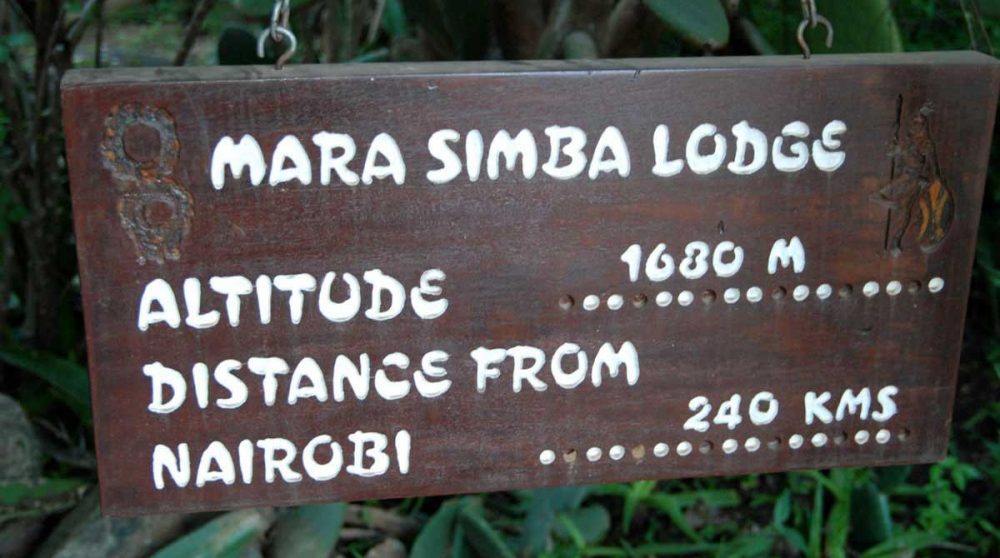 MARA SIMBA LODGE
ALTITUDE 1680 M
DISTANCE FROM
NAIROBI 240 KMS